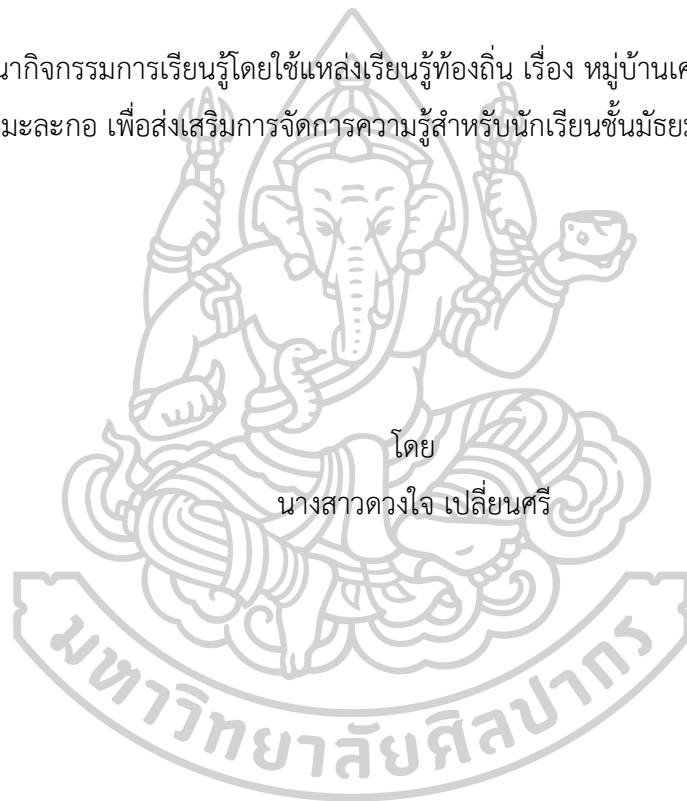 นากิจกรรมการเรียนรู้โดยใช้แหล่งเรียนรู้ท้องถิ่น เรื่อง หมู่บ้านเศ
มะละกอ เพื่อส่งเสริมการจัดการความรู้สำหรับนักเรียนชั้นมัธยม
โดย
นางสาวดวงใจ เปลี่ยนศรี
มหาวิทยาลัยศิลปากร